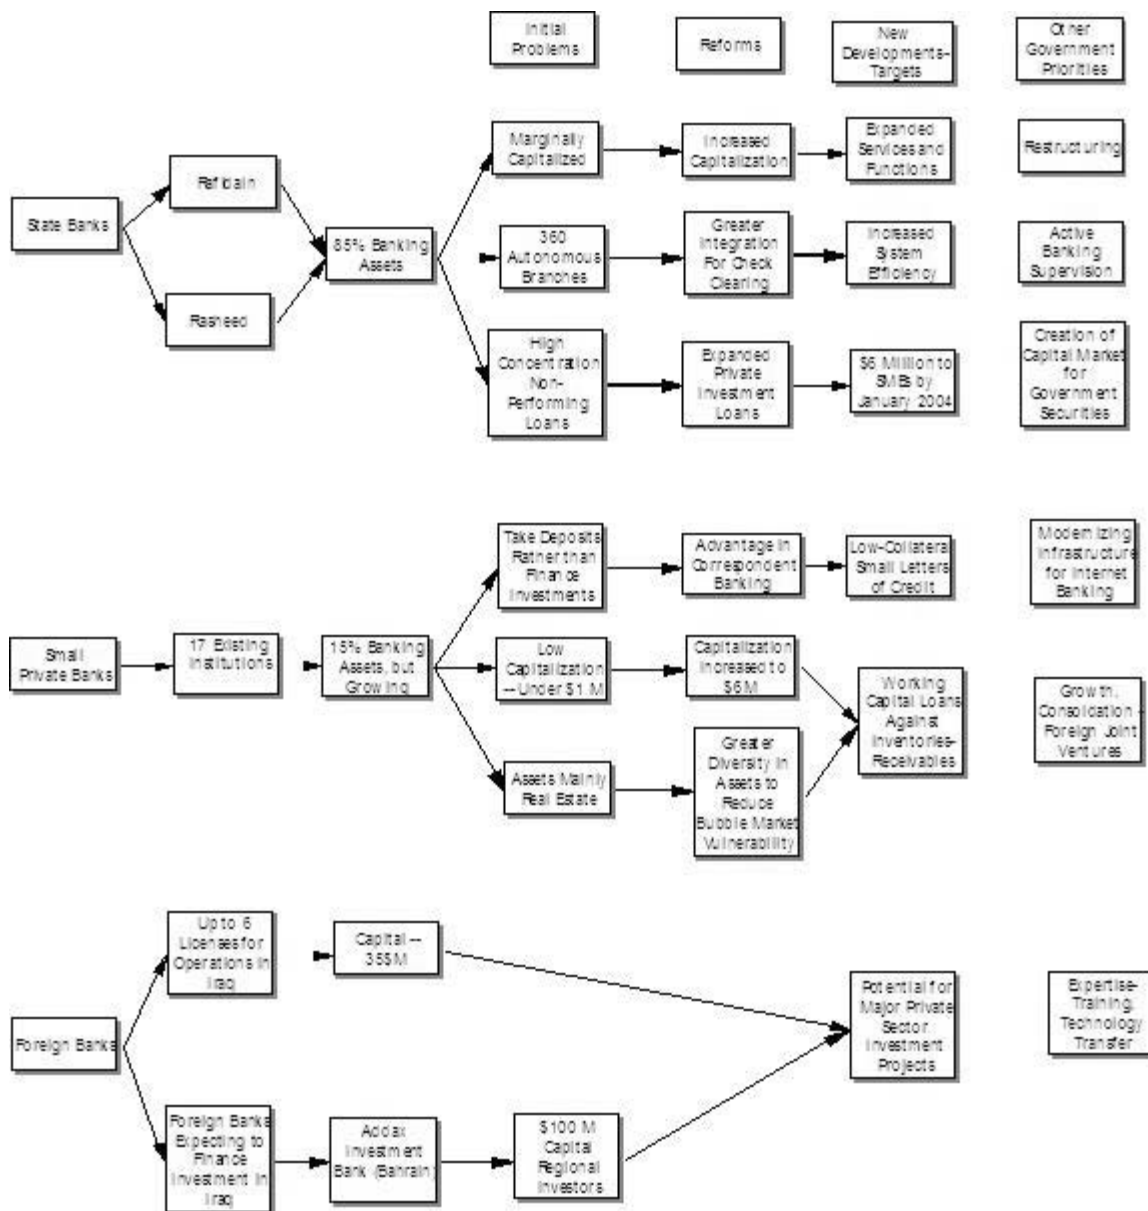 Initial
Problems
Reforms
New
Developments-
Targets
Other
Government
Priorities
State Banks
Rafidain
Rasheed
85% Banking
Assets
Marginally
Capitalized
Increased
Capitalization
Expanded
Services and
Functions
Restructuring
360
Autonomous
Branches
Greater
Integration
For Check
Clearing
Increased
System
Efficiency
Active
Banking
Supervision
High
Concentration
Non-
Performing
Loans
Expanded
Private
Investment
Loans
$6 Million to
SMBs by
January 2004
Creation of
Capital Market
for
Government
Securities
Small
Private Banks
17 Existing
Institutions
15% Banking
Assets, but
Growing
Take Deposits
Rather than
Finance
Investments
Advantage in
Correspondent
Banking
Low-Collateral
Small Letters
of Credit
Modernizing
Infrastructure
for Internet
Banking
Low
Capitalization
-- Under $1 M
Capitalization
Increased to
$6M
Assets Mainly
Real Estate
Greater
Diversity in
Assets to
Reduce
Bubble Market
Vulnerability
Working
Capital Loans
Against
Inventories-
Receivables
Growth,
Consolidation --
Foreign Joint
Ventures
Foreign Banks
Up to 6
Licenses for
Operations in
Iraq
Capital --
35$M
Foreign Banks
Expecting to
Finance
Investment in
Iraq
Addax
Investment
Bank (Bahrain)
$100 M
Capital
Regional
Investors
Potential for
Major Private
Sector
Investment
Projects
Expertise-
Training,
Technology
Transfer